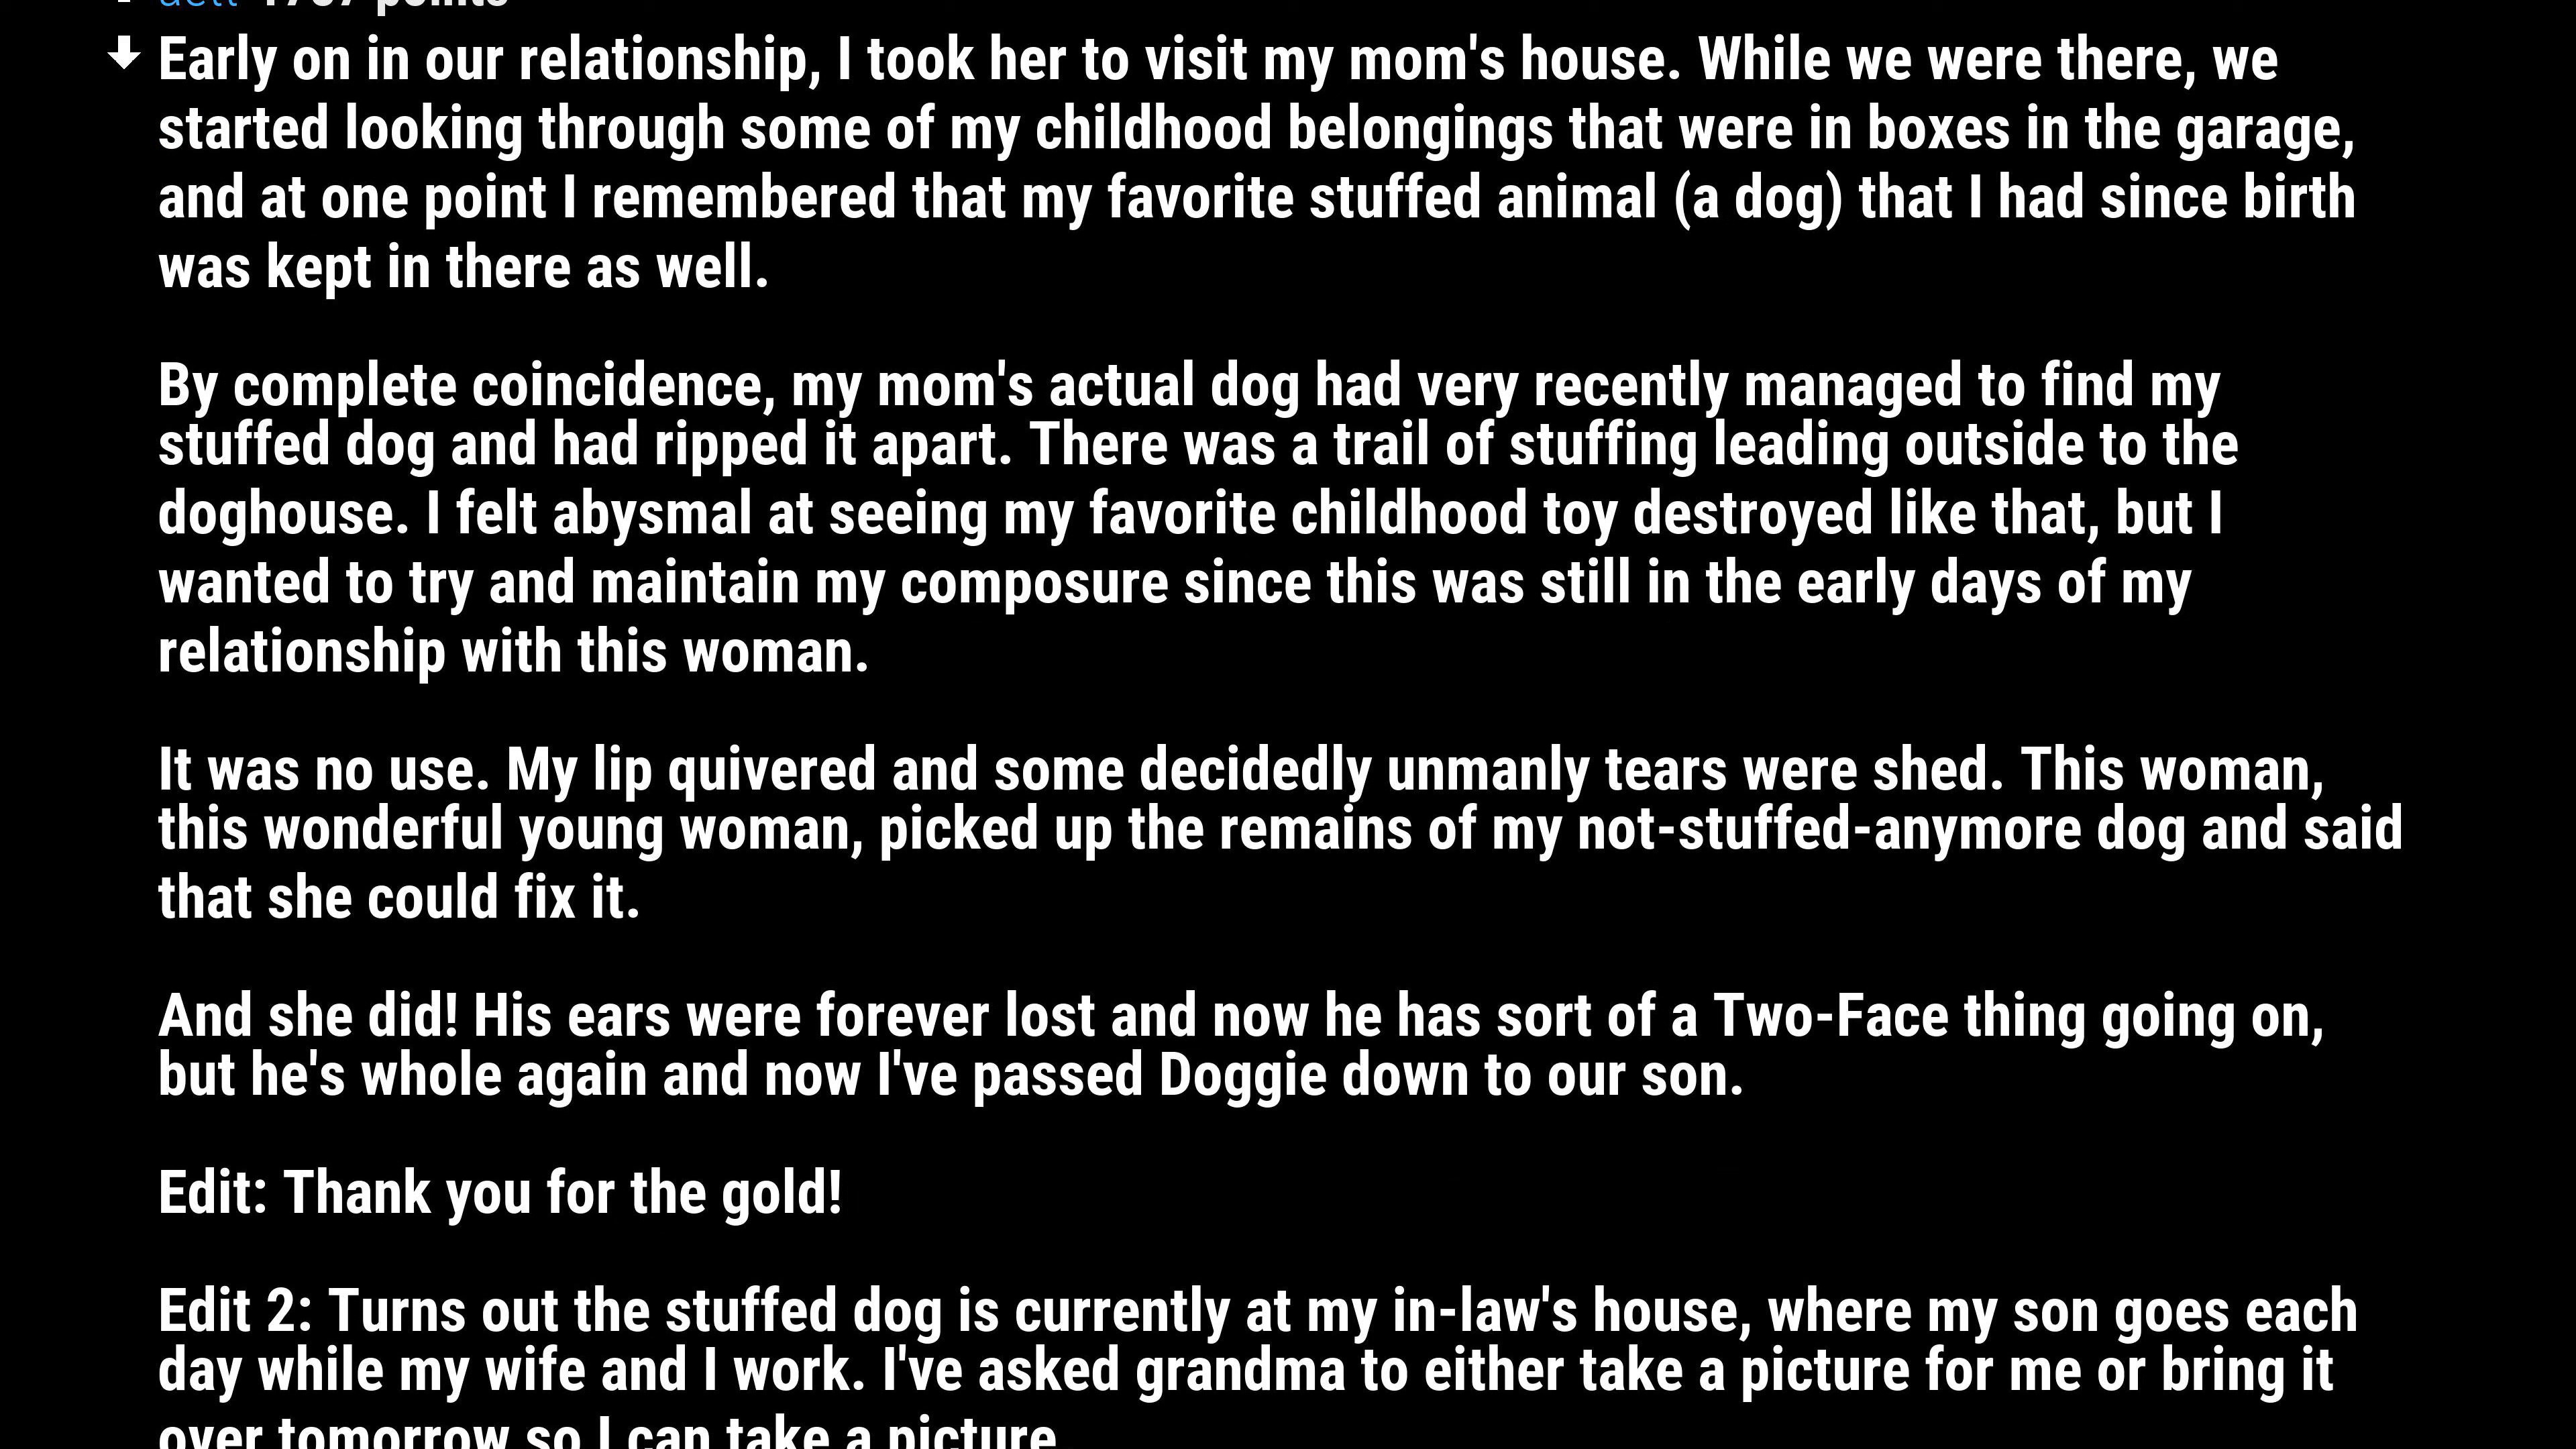 points
Early on in our relationship, I took her to visit my mom's house. While we were there, we
started looking through some of my childhood belongings that were in boxes in the garage,
and at one point I remembered that my favorite stuffed animal (a dog) that I had since birth
was kept in there as well.
By complete coincidence, my mom's actual dog had very recently managed to find my
stuffed dog and had ripped it apart. There was a trail of stuffing leading outside to the
doghouse. I felt abysmal at seeing my favorite childhood toy destroyed like that, but I
wanted to try and maintain my composure since this was still in the early days of my
relationship with this woman.
It was no use. My lip quivered and some decidedly unmanly tears were shed. This woman,
this wonderful young woman, picked up the remains of my not-stuffed-anymore dog and said
that she could fix it.
And she did! His ears were forever lost and now he has sort of a Two-Face thing going on,
but he's whole again and now I've passed Doggie down to our son.
Edit: Thank you for the gold!
Edit 2: Turns out the stuffed dog is currently at my in-law's house, where my son goes each
day while my wife and I work. I've asked grandma to either take a picture for me or bring it
over tomorrow so I can take a picture